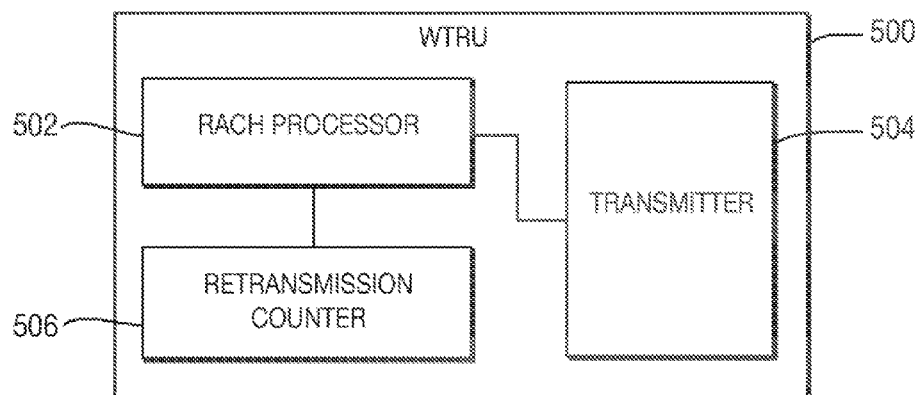 WTRU
500
502
RACH PROCESSOR
504
TRANSMITTER
RETRANSMISSION
COUNTER
506